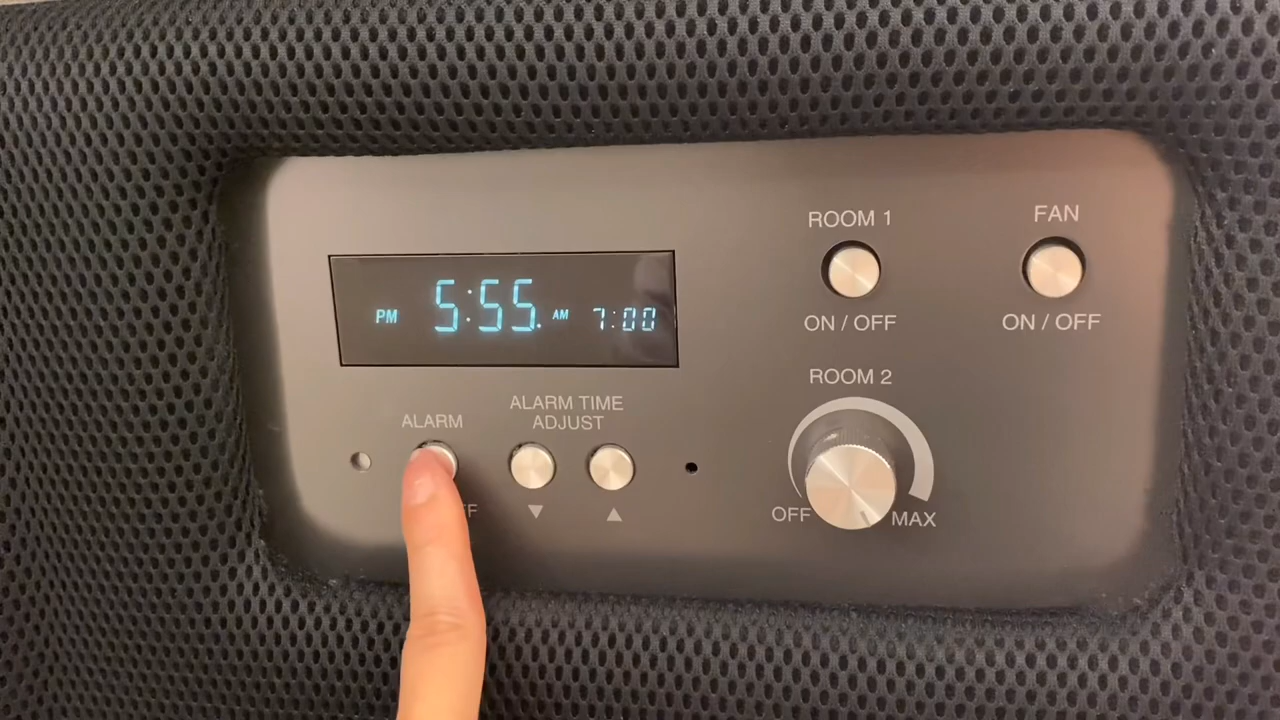 PM 5:55 AM 7:00
ALARM
ALARM TIME
ADJUST
ROOM 1
ON / OFF
FAN
ON / OFF
ROOM 2
OFF
MAX